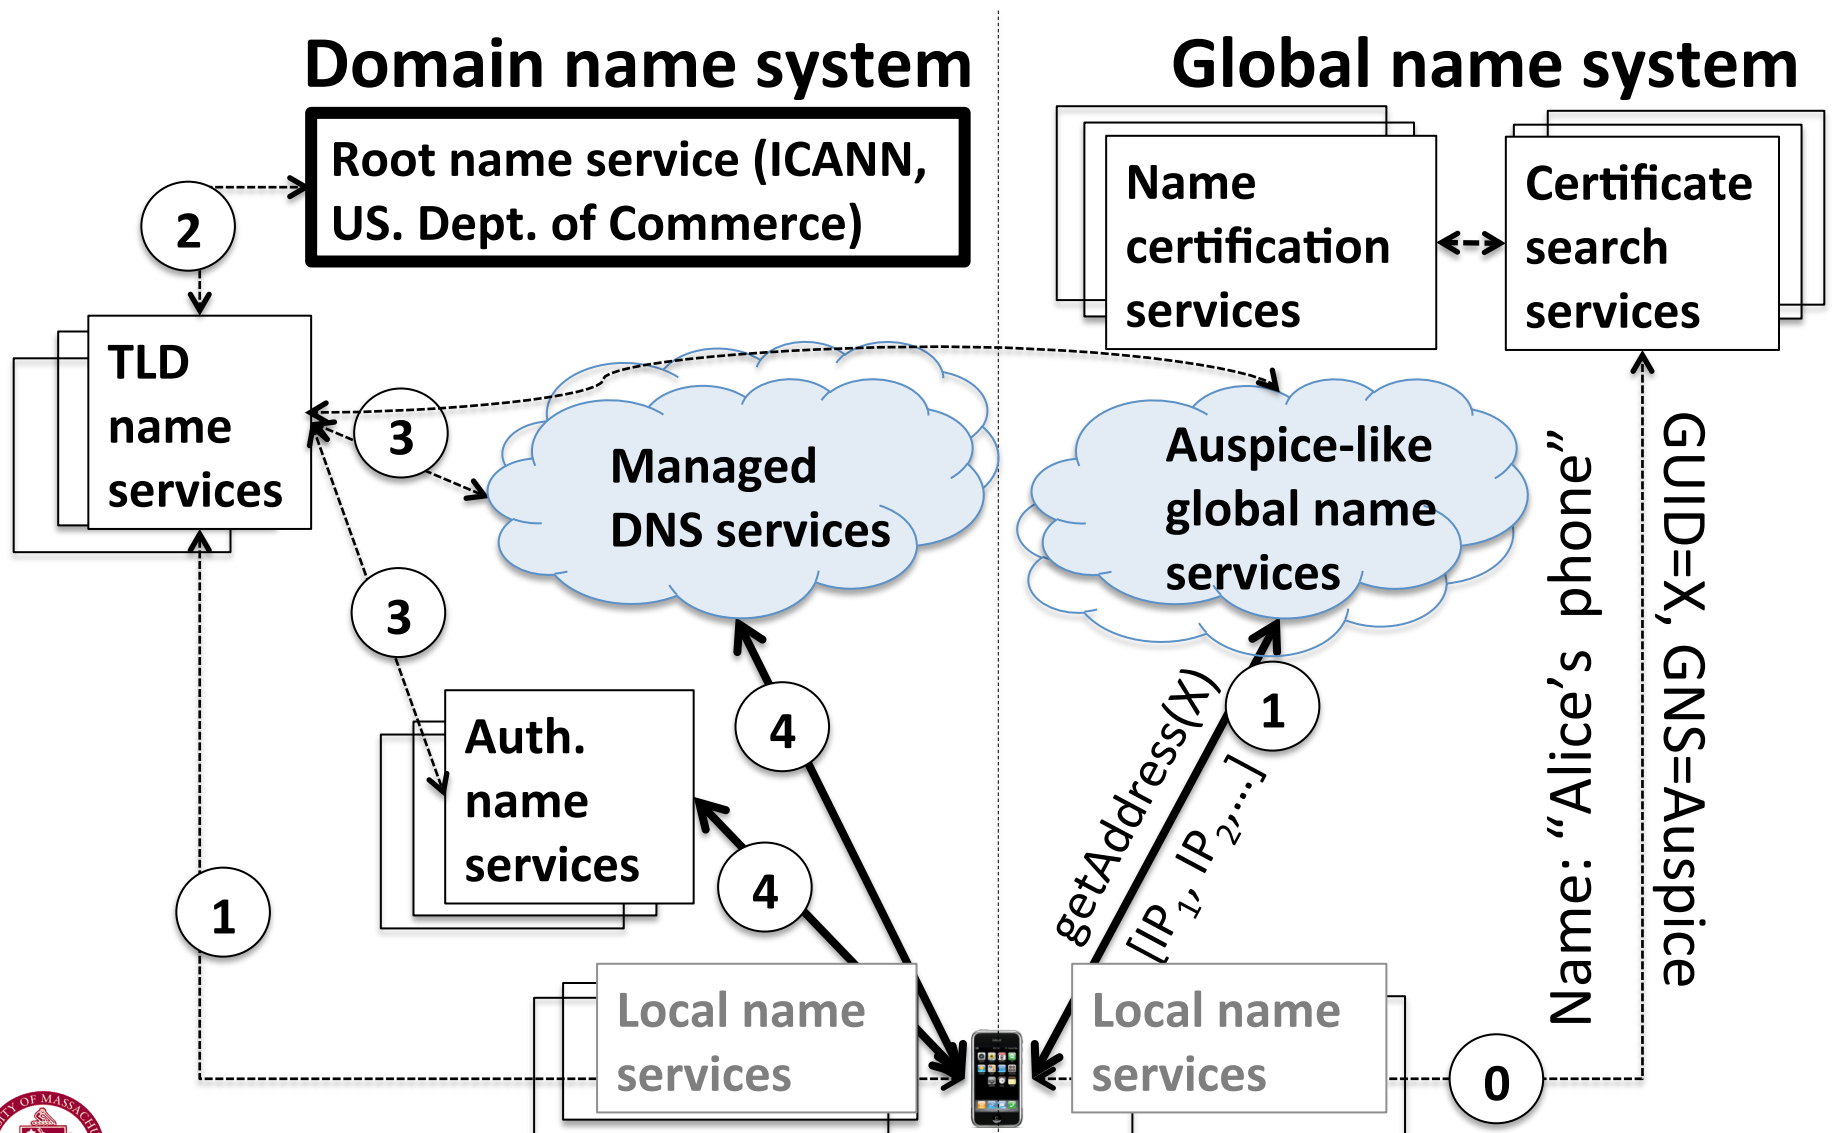 Domain name system
Global name system
Root name service (ICANN,
US. Dept. of Commerce)
Name
certification
services
Certificate
search
services
2
TLD
name
services
3
Managed
DNS services
Auspice-like
global name
services
3
Auth.
name
services
4
4
1
1
getAddress(X)
[IP1, IP2,...]
Name: “Alice’s phone”
GUID=X, GNS=Auspice
Local name
services
Local name
services
0